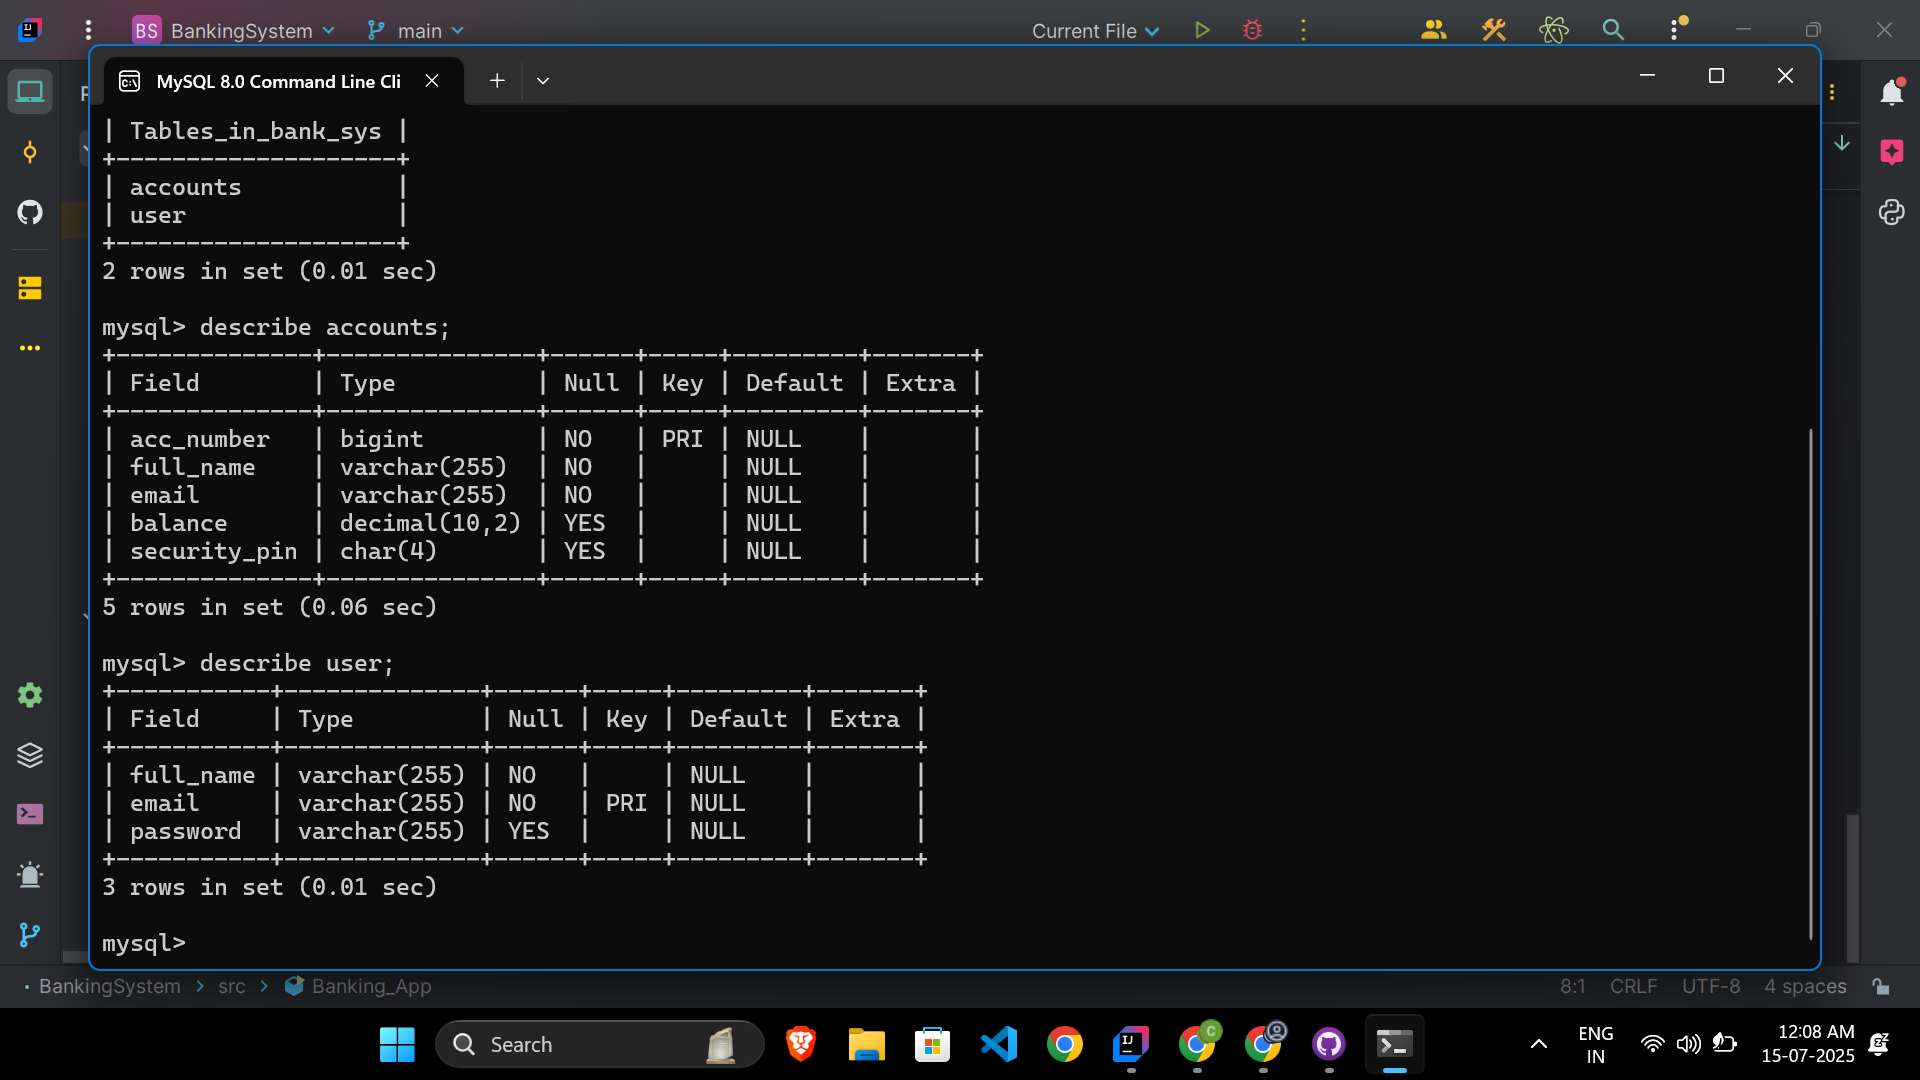 BS BankingSystem main Current File
MySQL 8.0 Command Line Cli
| Tables_in_bank_sys |
+--------------------+
| accounts           |
| user               |
+--------------------+
2 rows in set (0.01 sec)
mysql> describe accounts;
+--------------+---------------+------+-----+---------+-------+
| Field        | Type          | Null | Key | Default | Extra |
+--------------+---------------+------+-----+---------+-------+
| acc_number   | bigint        | NO   | PRI | NULL    |       |
| full_name    | varchar(255)  | NO   |     | NULL    |       |
| email        | varchar(255)  | NO   |     | NULL    |       |
| balance      | decimal(10,2) | YES  |     | NULL    |       |
| security_pin | char(4)       | YES  |     | NULL    |       |
+--------------+---------------+------+-----+---------+-------+
5 rows in set (0.06 sec)
mysql> describe user;
+-----------+--------------+------+-----+---------+-------+
| Field     | Type         | Null | Key | Default | Extra |
+-----------+--------------+------+-----+---------+-------+
| full_name | varchar(255) | NO   |     | NULL    |       |
| email     | varchar(255) | NO   | PRI | NULL    |       |
| password  | varchar(255) | YES  |     | NULL    |       |
+-----------+--------------+------+-----+---------+-------+
3 rows in set (0.01 sec)
mysql>
BankingSystem > src > Banking_App 8:1 CRLF UTF-8 4 spaces
Search
ENG
IN
12:08 AM
15-07-2025